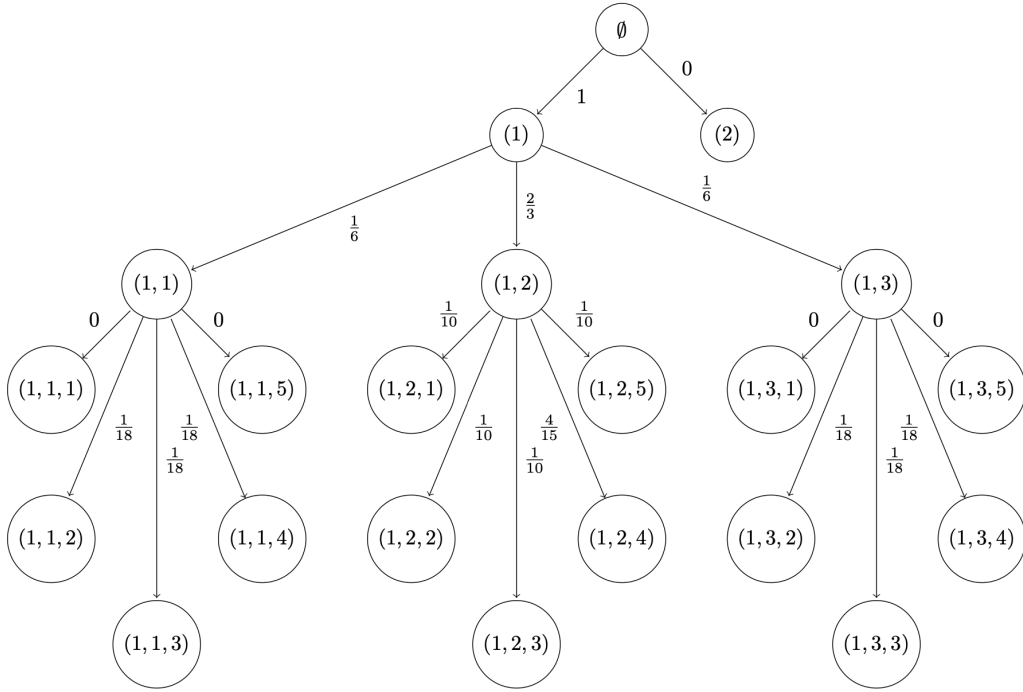 ∅
0
1
(1)
(2)
1/6
2/3
1/6
(1, 1)
(1, 2)
(1, 3)
0
0
1/10
1/10
0
0
(1, 1, 1)
(1, 1, 5)
(1, 2, 1)
(1, 2, 5)
(1, 3, 1)
(1, 3, 5)
1/18
1/18
1/18
1/10
4/15
1/10
1/18
1/18
1/18
(1, 1, 2)
(1, 1, 4)
(1, 2, 2)
(1, 2, 4)
(1, 3, 2)
(1, 3, 4)
(1, 1, 3)
(1, 2, 3)
(1, 3, 3)